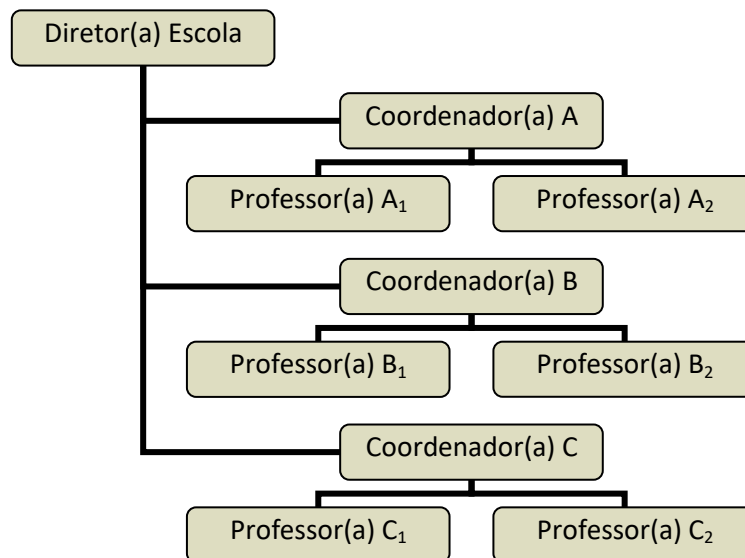 Diretor(a) Escola
Coordenador(a) A
Professor(a) A₁
Professor(a) A₂
Coordenador(a) B
Professor(a) B₁
Professor(a) B₂
Coordenador(a) C
Professor(a) C₁
Professor(a) C₂